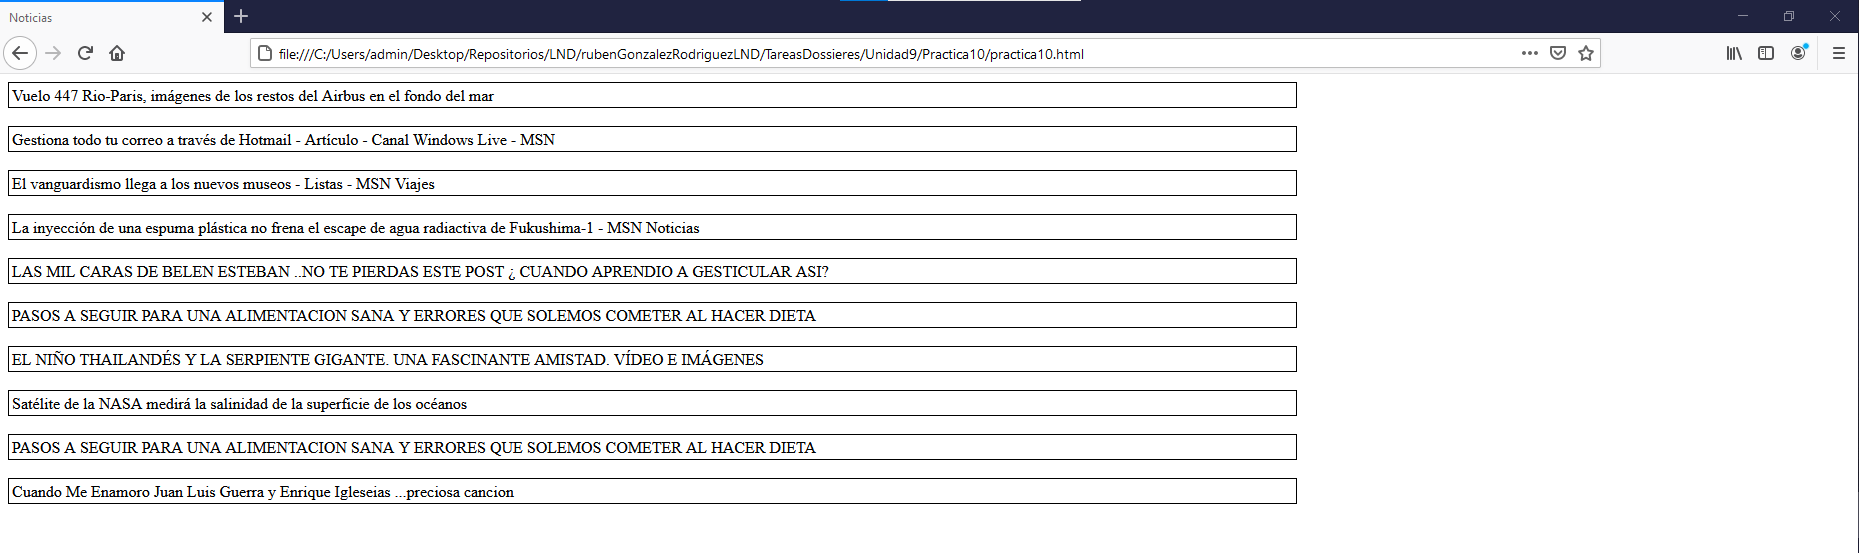 Noticias
file:///C:/Users/admin/Desktop/Repositorios/LND/rubenGonzalezRodriguezLND/TareasDossieres/Unidad9/Practica10/practica10.html
Vuelo 447 Rio-Paris, imágenes de los restos del Airbus en el fondo del mar
Gestiona todo tu correo a través de Hotmail - Artículo - Canal Windows Live - MSN
El vanguardismo llega a los nuevos museos - Listas - MSN Viajes
La inyección de una espuma plástica no frena el escape de agua radiactiva de Fukushima-1 - MSN Noticias
LAS MIL CARAS DE BELEN ESTEBAN ..NO TE PIERDAS ESTE POST ¿ CUANDO APRENDIO A GESTICULAR ASI?
PASOS A SEGUIR PARA UNA ALIMENTACION SANA Y ERRORES QUE SOLEMOS COMETER AL HACER DIETA
EL NIÑO THAILANDÉS Y LA SERPIENTE GIGANTE. UNA FASCINANTE AMISTAD. VÍDEO E IMÁGENES
Satélite de la NASA medirá la salinidad de la superficie de los océanos
PASOS A SEGUIR PARA UNA ALIMENTACION SANA Y ERRORES QUE SOLEMOS COMETER AL HACER DIETA
Cuando Me Enamoro Juan Luis Guerra y Enrique Igleseias ...preciosa cancion